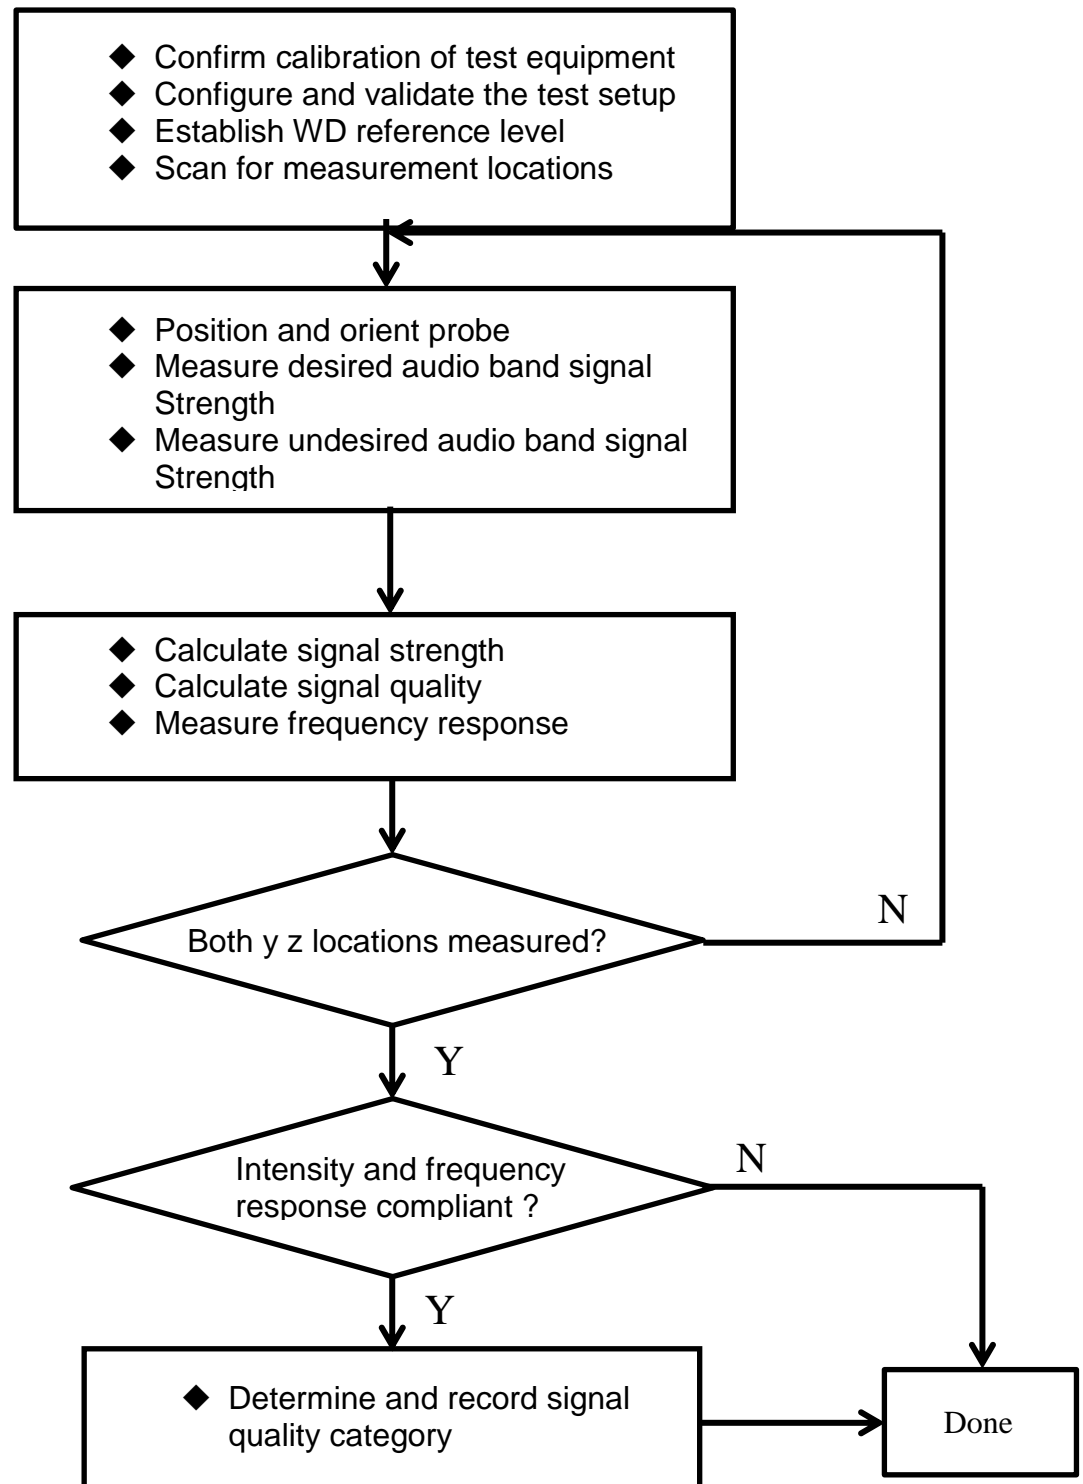 ◆ Confirm calibration of test equipment
◆ Configure and validate the test setup
◆ Establish WD reference level
◆ Scan for measurement locations
◆ Position and orient probe
◆ Measure desired audio band signal
Strength
◆ Measure undesired audio band signal
Strength
◆ Calculate signal strength
◆ Calculate signal quality
◆ Measure frequency response
Both y z locations measured?
N
Y
Intensity and frequency
response compliant ?
N
Y
◆ Determine and record signal
quality category
Done